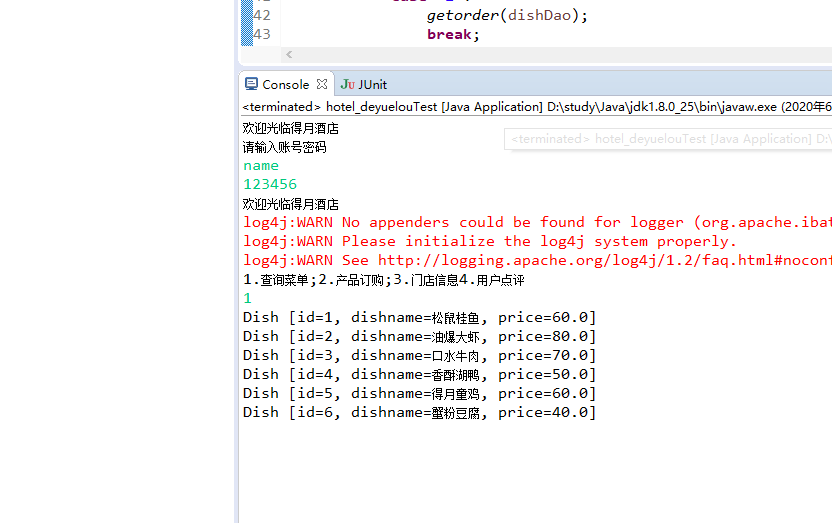 42 getorder(dishDao);
43 break;
Console JUnit
<terminated> hotel_deyuelouTest [Java Application] D:\study\Java\jdk1.8.0_25\bin\javaw.exe (2020年6
欢迎光临得月酒店
<terminated> hotel_deyuelouTest [Java Application] D:\
请输入账号密码
name
123456
欢迎光临得月酒店
log4j:WARN No appenders could be found for logger (org.apache.ibat
log4j:WARN Please initialize the log4j system properly.
log4j:WARN See http://logging.apache.org/log4j/1.2/faq.html#noconf
1.查询菜单;2.产品订购;3.门店信息4.用户点评
1
Dish [id=1, dishname=松鼠桂鱼, price=60.0]
Dish [id=2, dishname=油爆大虾, price=80.0]
Dish [id=3, dishname=口水牛肉, price=70.0]
Dish [id=4, dishname=香酥湖鸭, price=50.0]
Dish [id=5, dishname=得月童鸡, price=60.0]
Dish [id=6, dishname=蟹粉豆腐, price=40.0]